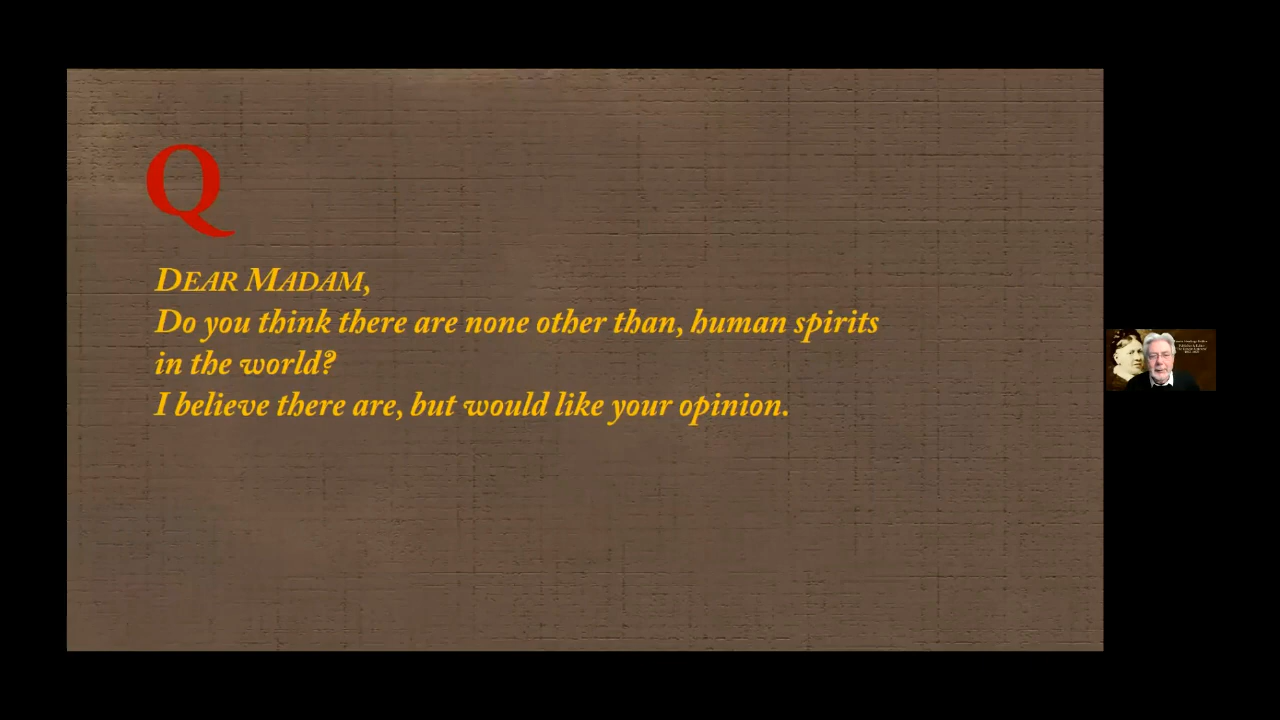 Q
DEAR MADAM,
Do you think there are none other than, human spirits
in the world?
I believe there are, but would like your opinion.